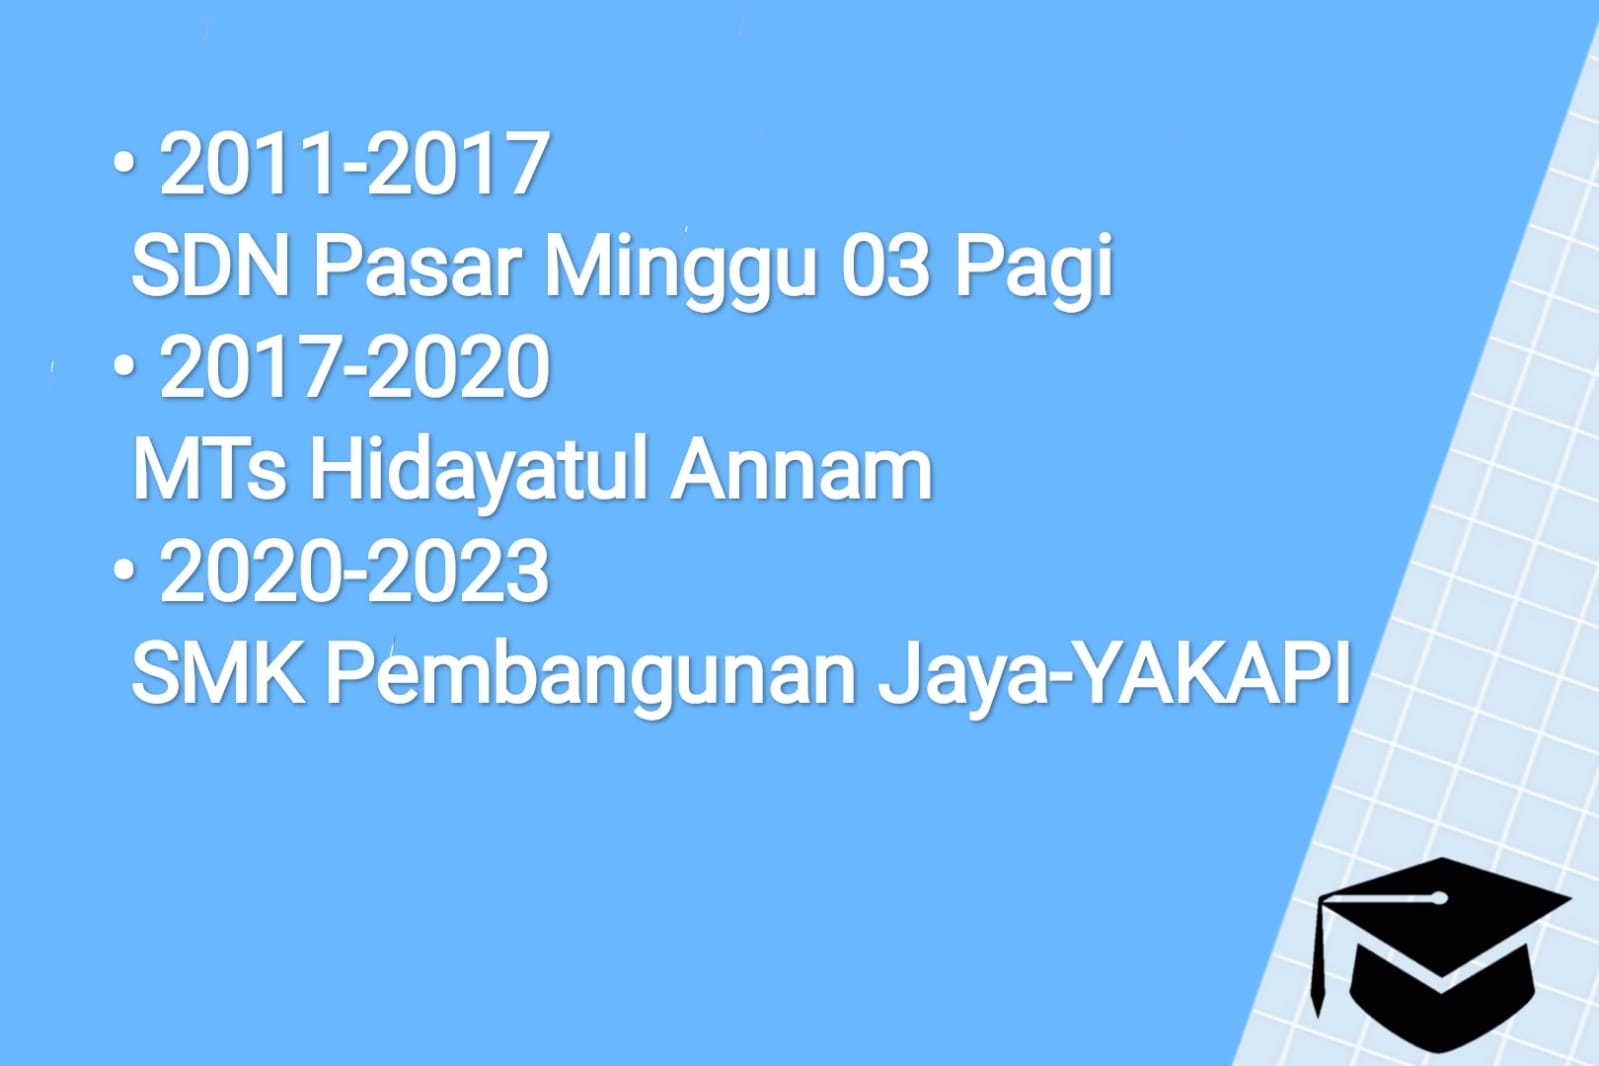 • 2011-2017
SDN Pasar Minggu 03 Pagi
• 2017-2020
MTs Hidayatul Annam
• 2020-2023
SMK Pembangunan Jaya-YAKAPI